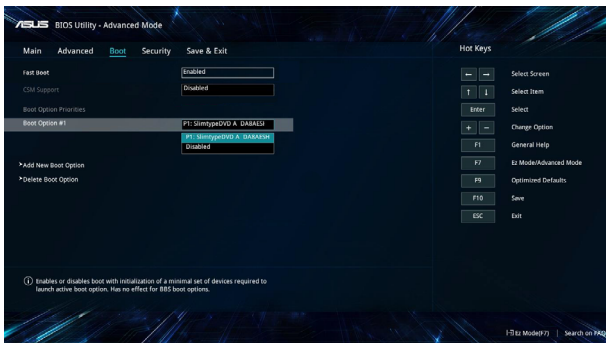 ASUS BIOS Utility - Advanced Mode
Main Advanced Boot Security Save & Exit
Hot Keys
Fast Boot Enabled
CSM Support Disabled
Boot Option Priorities
Boot Option #1 P1: SlimtypeDVD A DA8AESI
P1: SlimtypeDVD A DA8AESH
Disabled
Add New Boot Option
Delete Boot Option
← → Select Screen
↑ ↓ Select Item
Enter Select
+ − Change Option
F1 General Help
F7 Ez Mode/Advanced Mode
F9 Optimized Defaults
F10 Save
ESC Exit
Enables or disables boot with initialization of a minimal set of devices required to
launch active boot option. Has no effect for BBS boot options.
Ez Mode(F7) | Search on FAQ